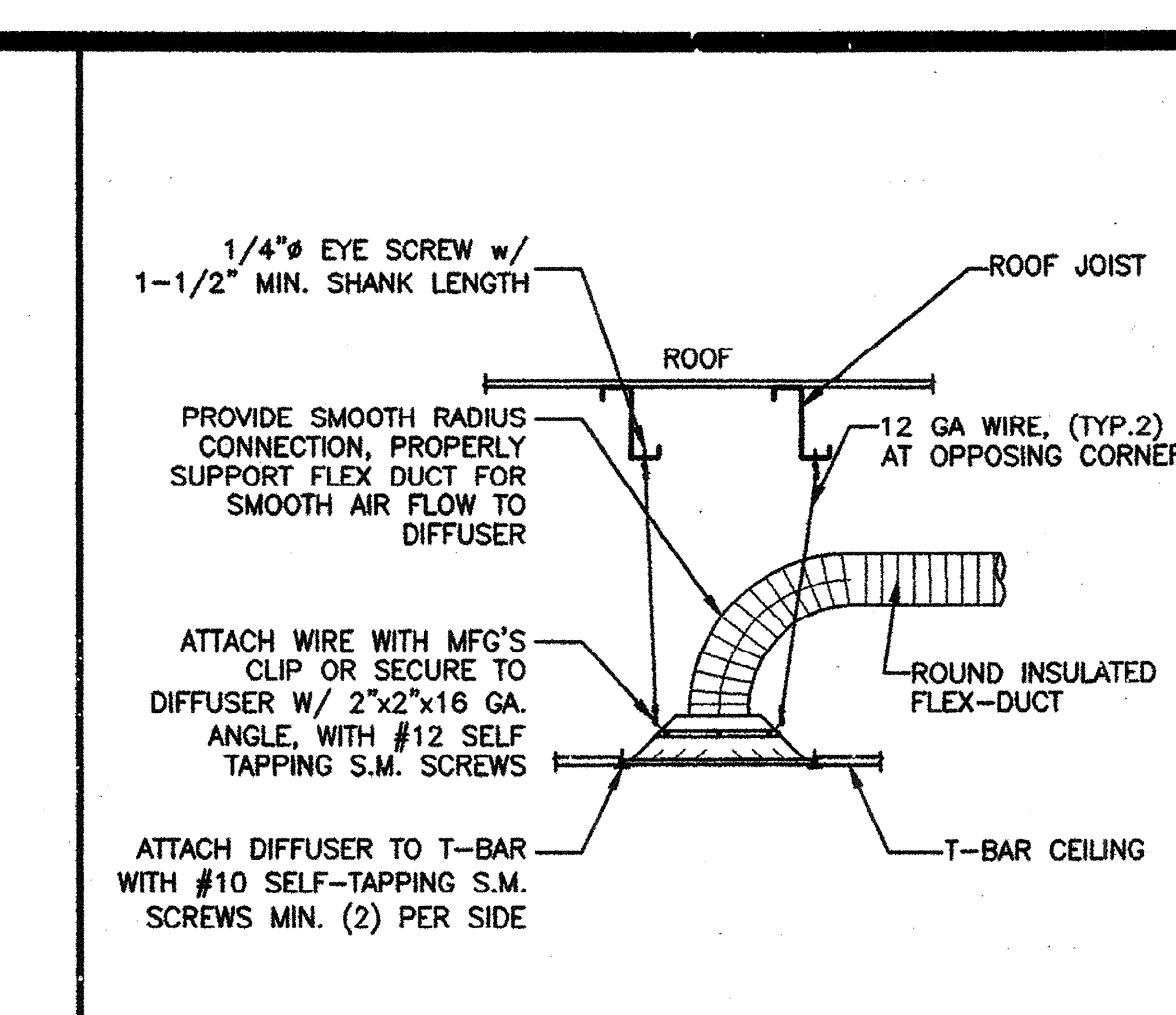 1/4"ø EYE SCREW w/
1-1/2" MIN. SHANK LENGTH
ROOF JOIST
ROOF
PROVIDE SMOOTH RADIUS
CONNECTION, PROPERLY
SUPPORT FLEX DUCT FOR
SMOOTH AIR FLOW TO
DIFFUSER
12 GA WIRE, (TYP.2)
AT OPPOSING CORNER
ATTACH WIRE WITH MFG'S
CLIP OR SECURE TO
DIFFUSER W/ 2"x2"x16 GA.
ANGLE, WITH #12 SELF
TAPPING S.M. SCREWS
ROUND INSULATED
FLEX-DUCT
ATTACH DIFFUSER TO T-BAR
WITH #10 SELF-TAPPING S.M.
SCREWS MIN. (2) PER SIDE
T-BAR CEILING